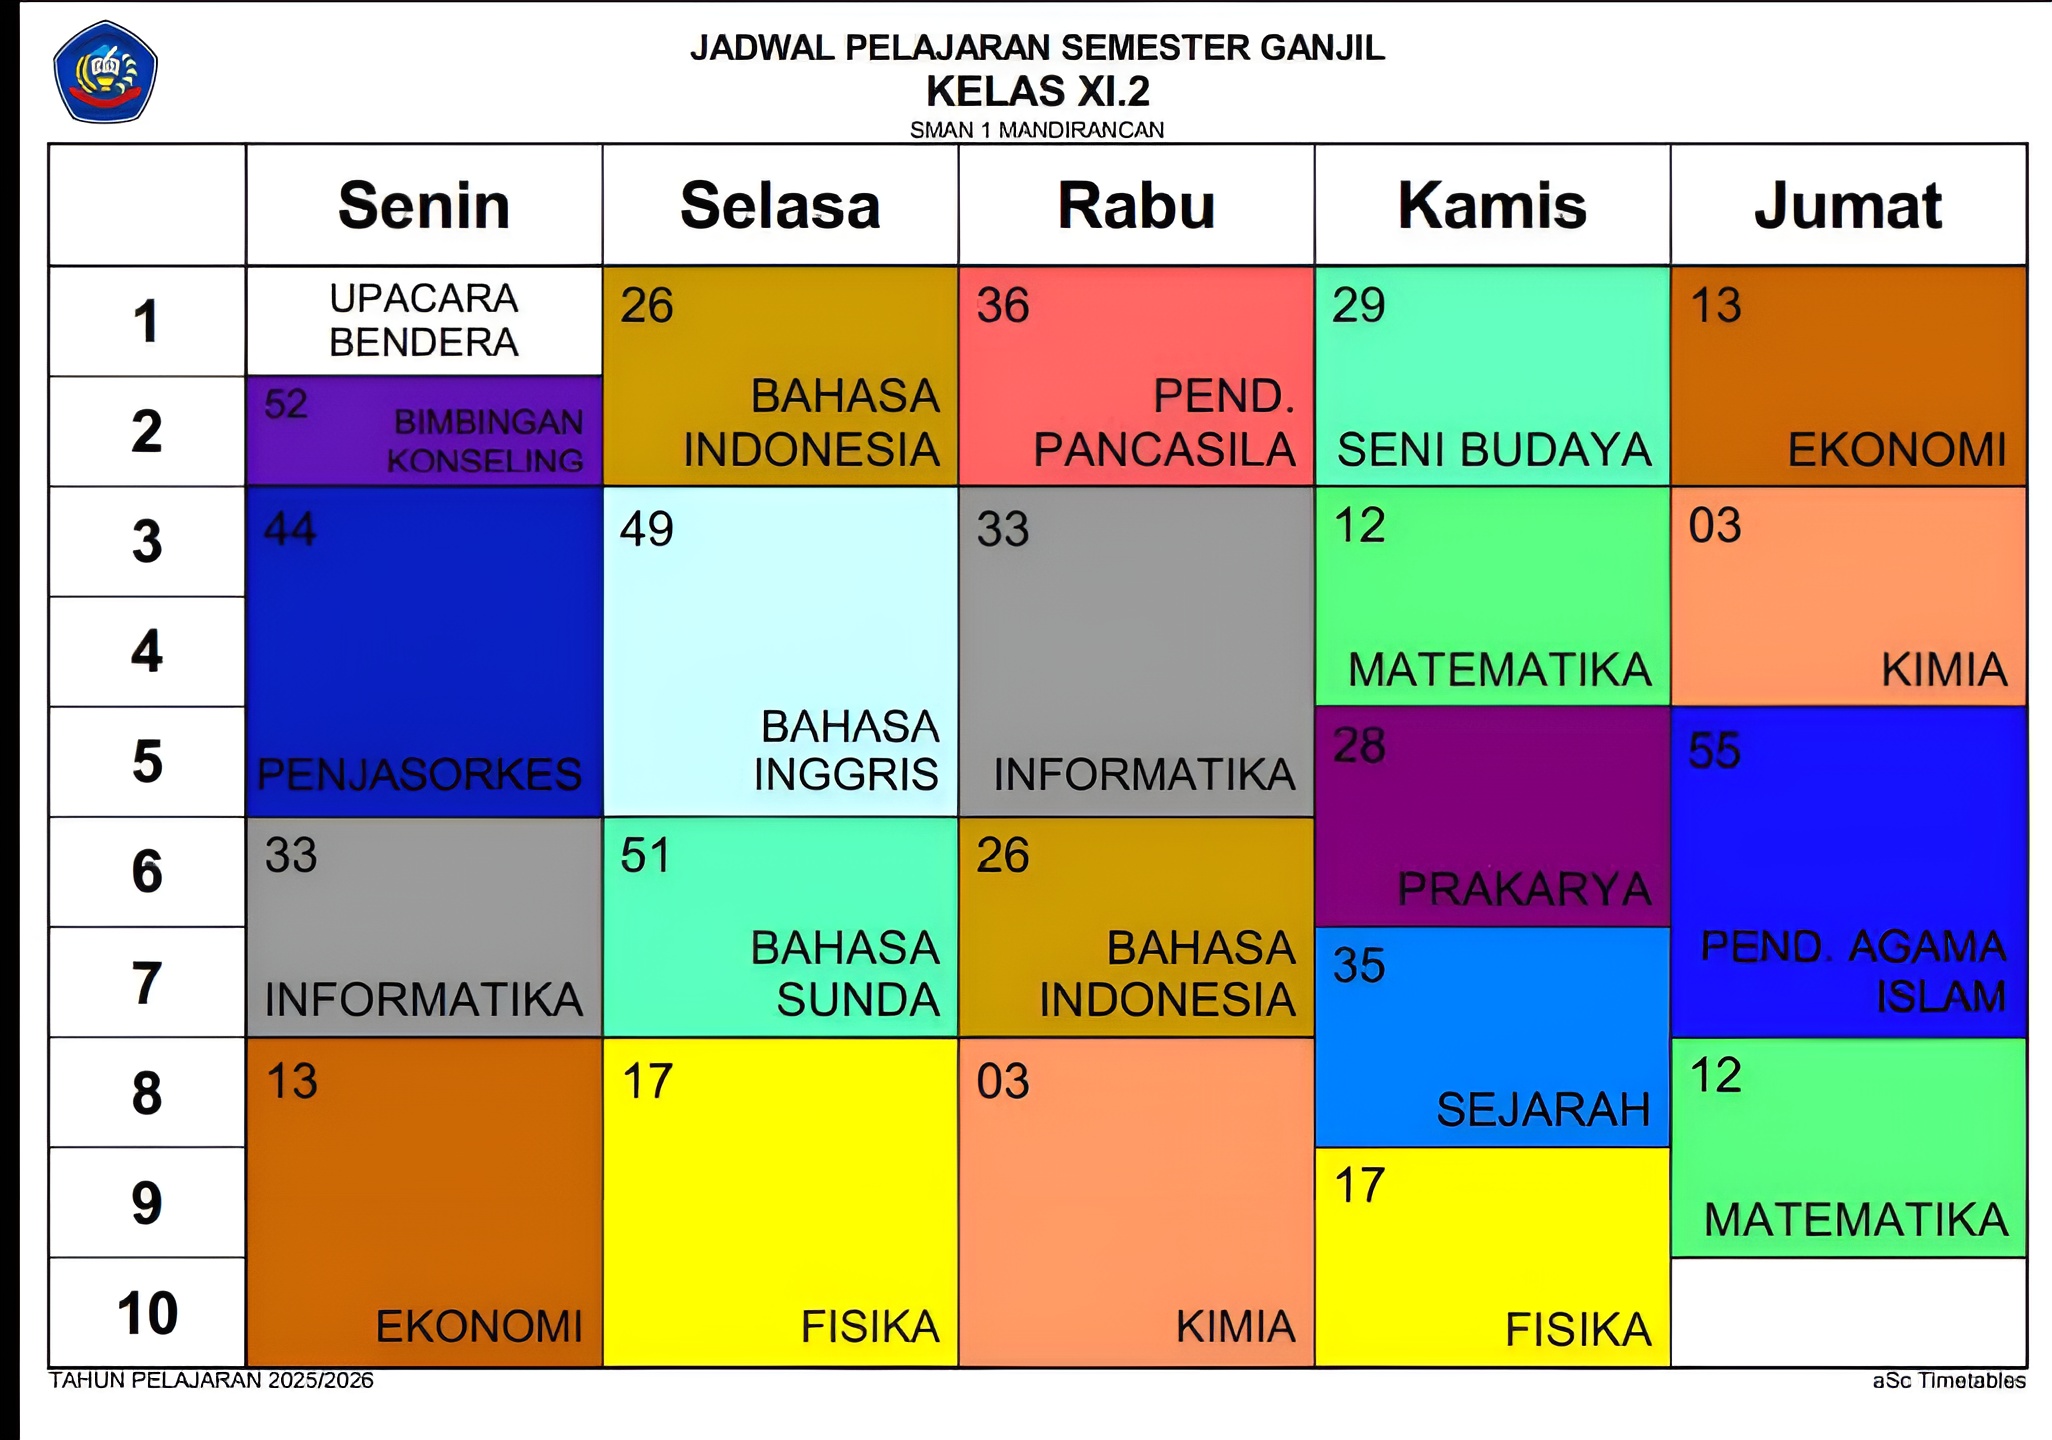 JADWAL PELAJARAN SEMESTER GANJIL
KELAS XI.2
SMAN 1 MANDIRANCAN
Senin Selasa Rabu Kamis Jumat
1
UPACARA
BENDERA
26
BAHASA
INDONESIA
36
PEND.
PANCASILA
29
SENI BUDAYA
13
EKONOMI
2
52
BIMBINGAN
KONSELING
3
44
PENJASORKES
49
BAHASA
INGGRIS
33
INFORMATIKA
12
MATEMATIKA
03
KIMIA
4
5
28
PRAKARYA
55
PEND. AGAMA
ISLAM
6
33
INFORMATIKA
51
BAHASA
SUNDA
26
BAHASA
INDONESIA
7
35
SEJARAH
8
13
EKONOMI
17
FISIKA
03
KIMIA
12
MATEMATIKA
9
17
FISIKA
10
TAHUN PELAJARAN 2025/2026
aSc Timetables